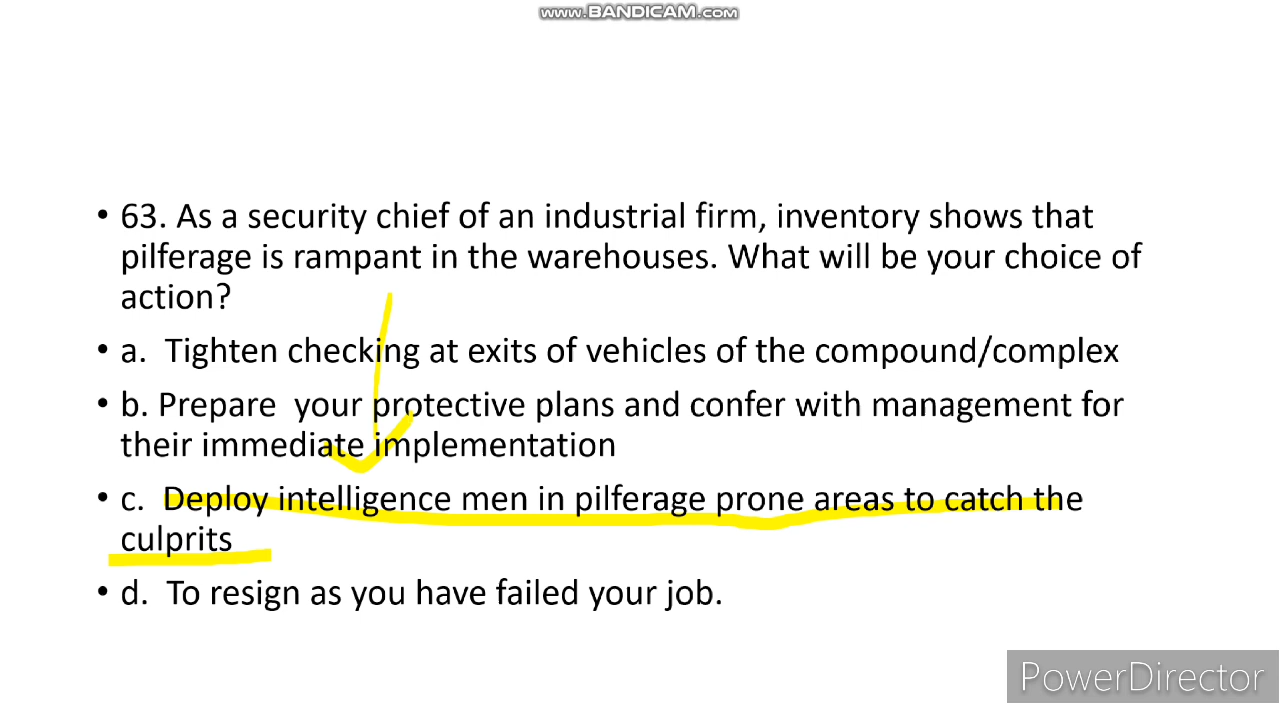 www.BANDICAM.com
• 63. As a security chief of an industrial firm, inventory shows that
pilferage is rampant in the warehouses. What will be your choice of
action?
• a.  Tighten checking at exits of vehicles of the compound/complex
• b. Prepare  your protective plans and confer with management for
their immediate implementation
• c.  Deploy intelligence men in pilferage prone areas to catch the
culprits
• d.  To resign as you have failed your job.
PowerDirector